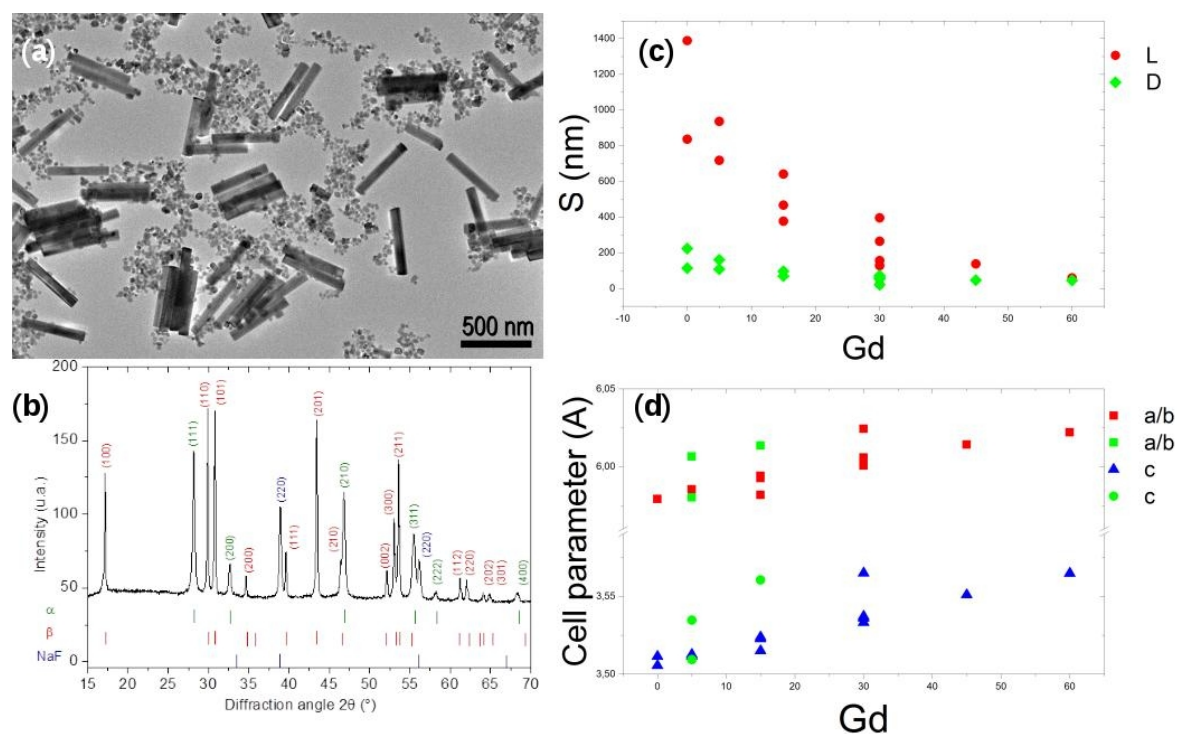 (a)
500 nm
(b)
200
150
100
50
0
Intensity (u.a.)
(100)
(111)
(110)
(101)
(200)
(200)
(220)
(111)
(201)
(210)
(210)
(002)
(300)
(211)
(311)
(220)
(222)
(112)
(220)
(202)
(301)
(400)
α
β
NaF
15 20 25 30 35 40 45 50 55 60 65 70
Diffraction angle 2θ (°)
(c)
L
D
S (nm)
1400
1200
1000
800
600
400
200
0
-10 0 10 20 30 40 50 60
Gd
(d)
a/b
a/b
c
c
Cell parameter (A)
6,05
6,00
3,55
3,50
0 10 20 30 40 50 60
Gd